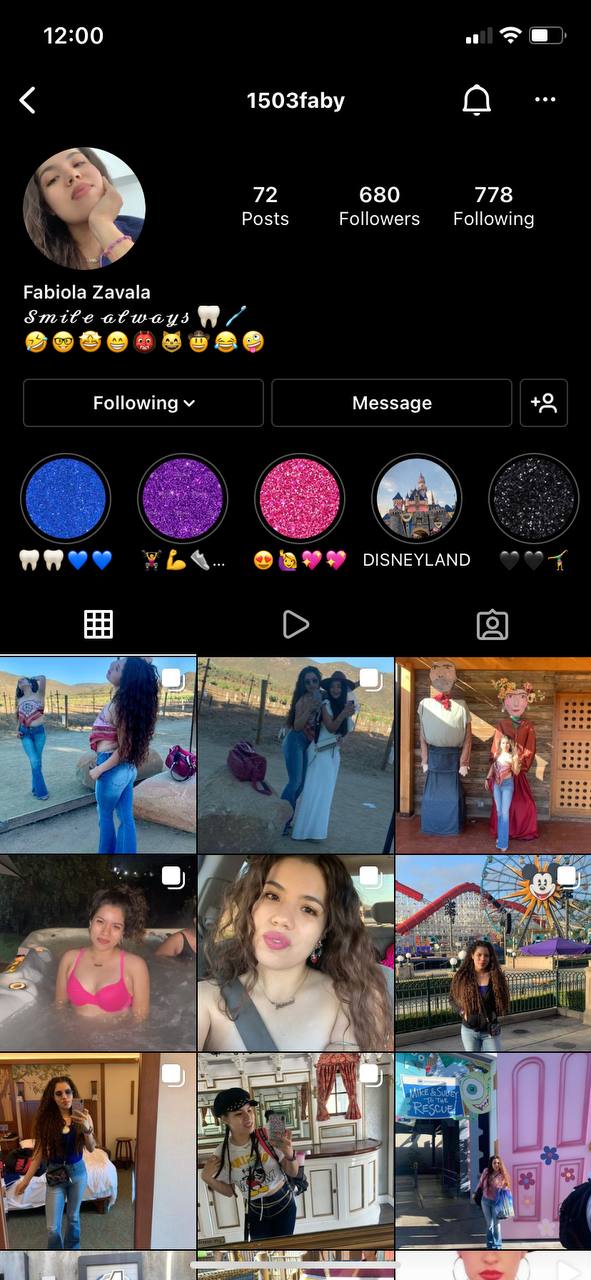 12:00
1503faby
72 680 778
Posts Followers Following
Fabiola Zavala
𝓢𝓶𝓲𝓵𝓮 𝓪𝓵𝔀𝓪𝔂𝓼 🦷🪥
🤣🤓🤩😁👹😺🤠😂🤪
Following Message
🦷🦷💙💙 🏋️‍♀️💪👟... 😍🙋‍♀️💖💖 DISNEYLAND 🖤🖤🤸‍♀️
MIKE & SULLEY
TO THE
RESCUE!